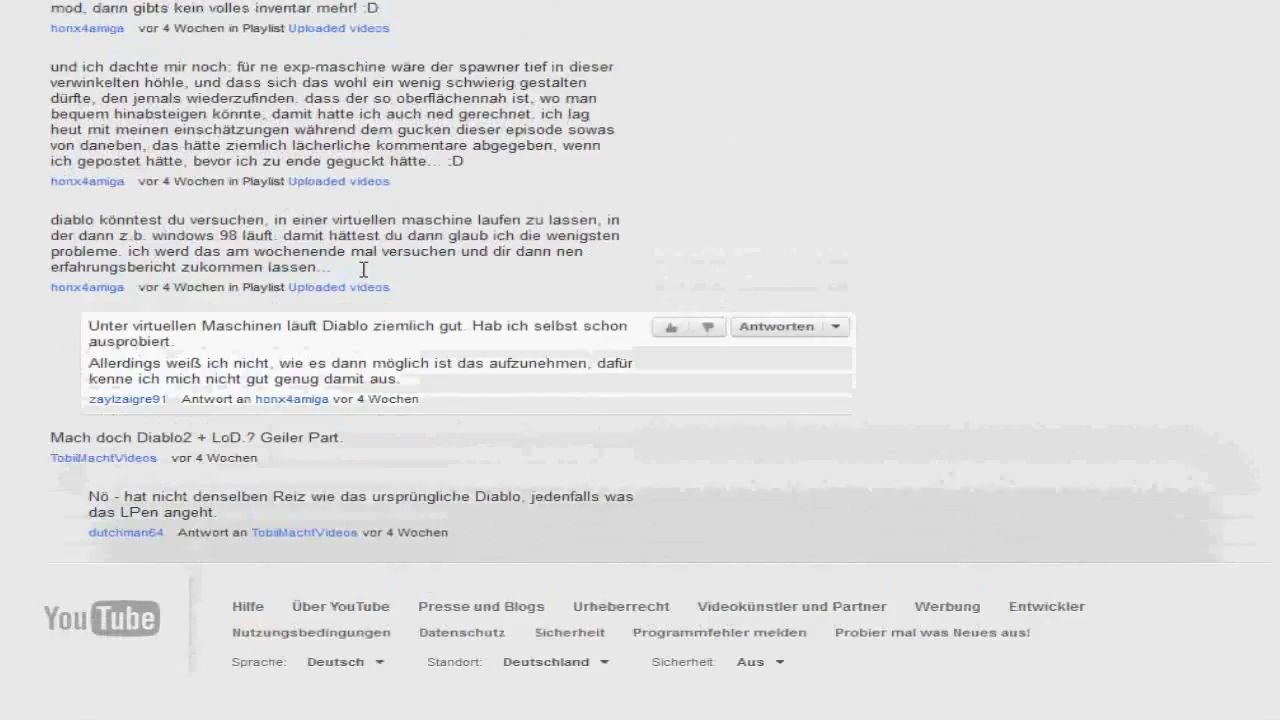 mod, dann gibts kein volles inventar mehr! :D
honx4amiga vor 4 Wochen in Playlist Uploaded videos
und ich dachte mir noch: für ne exp-maschine wäre der spawner tief in dieser
verwinkelten höhle, und dass sich das wohl ein wenig schwierig gestalten
dürfte, den jemals wiederzufinden. dass der so oberflächennah ist, wo man
bequem hinabsteigen könnte, damit hatte ich auch ned gerechnet. ich lag
heut mit meinen einschätzungen während dem gucken dieser episode sowas
von daneben, das hätte ziemlich lächerliche kommentare abgegeben, wenn
ich gepostet hätte, bevor ich zu ende geguckt hätte... :D
honx4amiga vor 4 Wochen in Playlist Uploaded videos
diablo könntest du versuchen, in einer virtuellen maschine laufen zu lassen, in
der dann z.b. windows 98 läuft. damit hättest du dann glaub ich die wenigsten
probleme. ich werd das am wochenende mal versuchen und dir dann nen
erfahrungsbericht zukommen lassen...
honx4amiga vor 4 Wochen in Playlist Uploaded videos
Unter virtuellen Maschinen läuft Diablo ziemlich gut. Hab ich selbst schon
ausprobiert.
Antworten
Allerdings weiß ich nicht, wie es dann möglich ist das aufzunehmen, dafür
kenne ich mich nicht gut genug damit aus.
zaylzaigre91 Antwort an honx4amiga vor 4 Wochen
Mach doch Diablo2 + LoD.? Geiler Part.
TobiMachtVideos vor 4 Wochen
Nö - hat nicht denselben Reiz wie das ursprüngliche Diablo, jedenfalls was
das LPen angeht.
dutchman64 Antwort an TobiMachtVideos vor 4 Wochen
YouTube
Hilfe Über YouTube Presse und Blogs Urheberrecht Videokünstler und Partner Werbung Entwickler
Nutzungsbedingungen Datenschutz Sicherheit Programmfehler melden Probier mal was Neues aus!
Sprache: Deutsch Standort: Deutschland Sicherheit: Aus